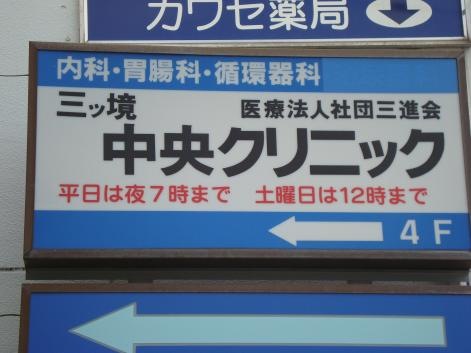 カワセ薬局
内科・胃腸科・循環器科
三ッ境 医療法人社団三進会
中央クリニック
平日は夜7時まで 土曜日は12時まで
4F